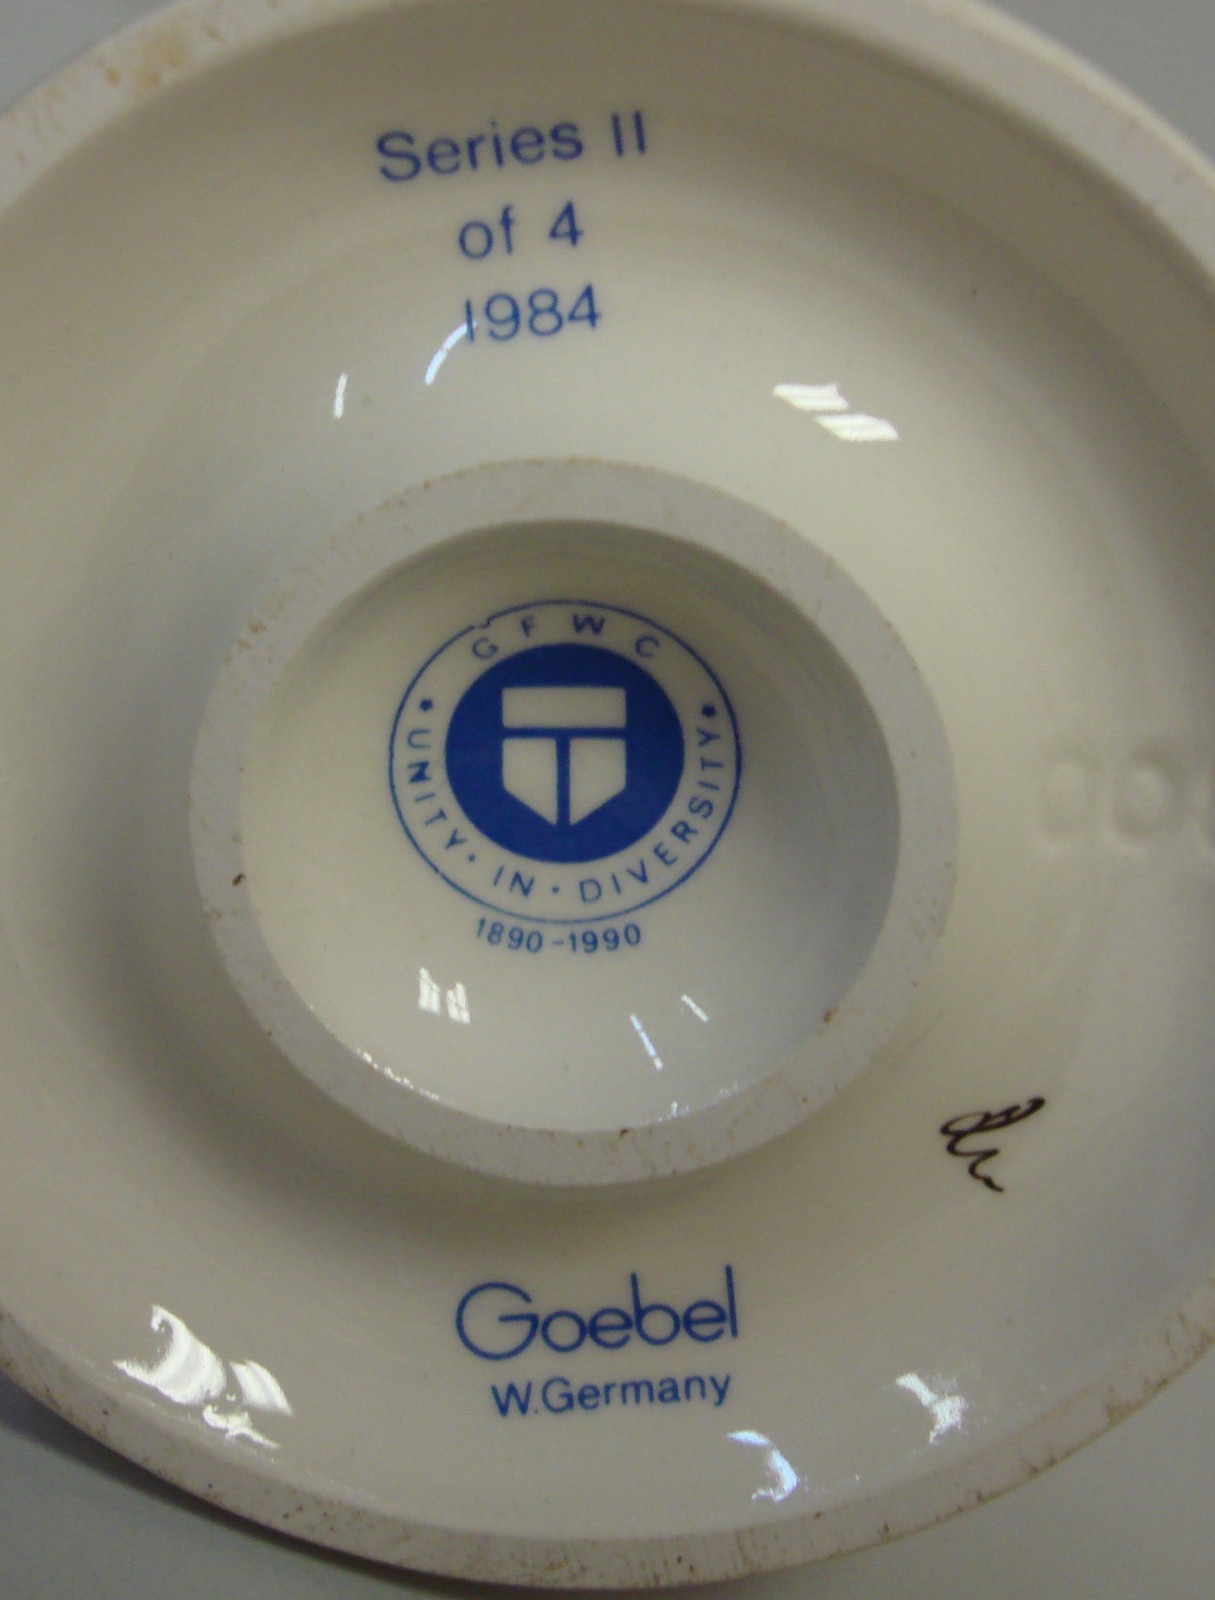 Series II
of 4
1984
GFWC
* UNITY · IN · DIVERSITY *
1890-1990
Goebel
W.Germany